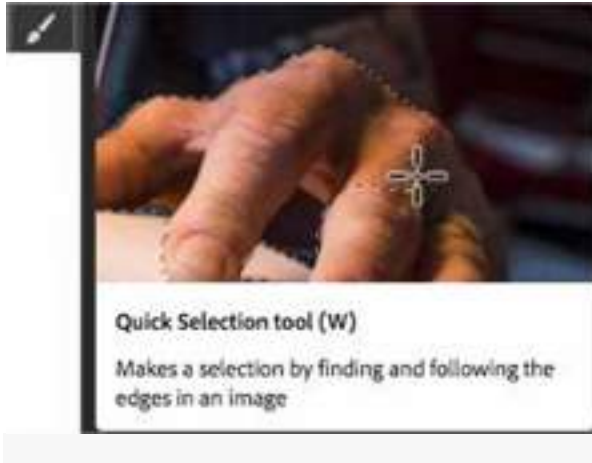 Quick Selection tool (W)
Makes a selection by finding and following the
edges in an image